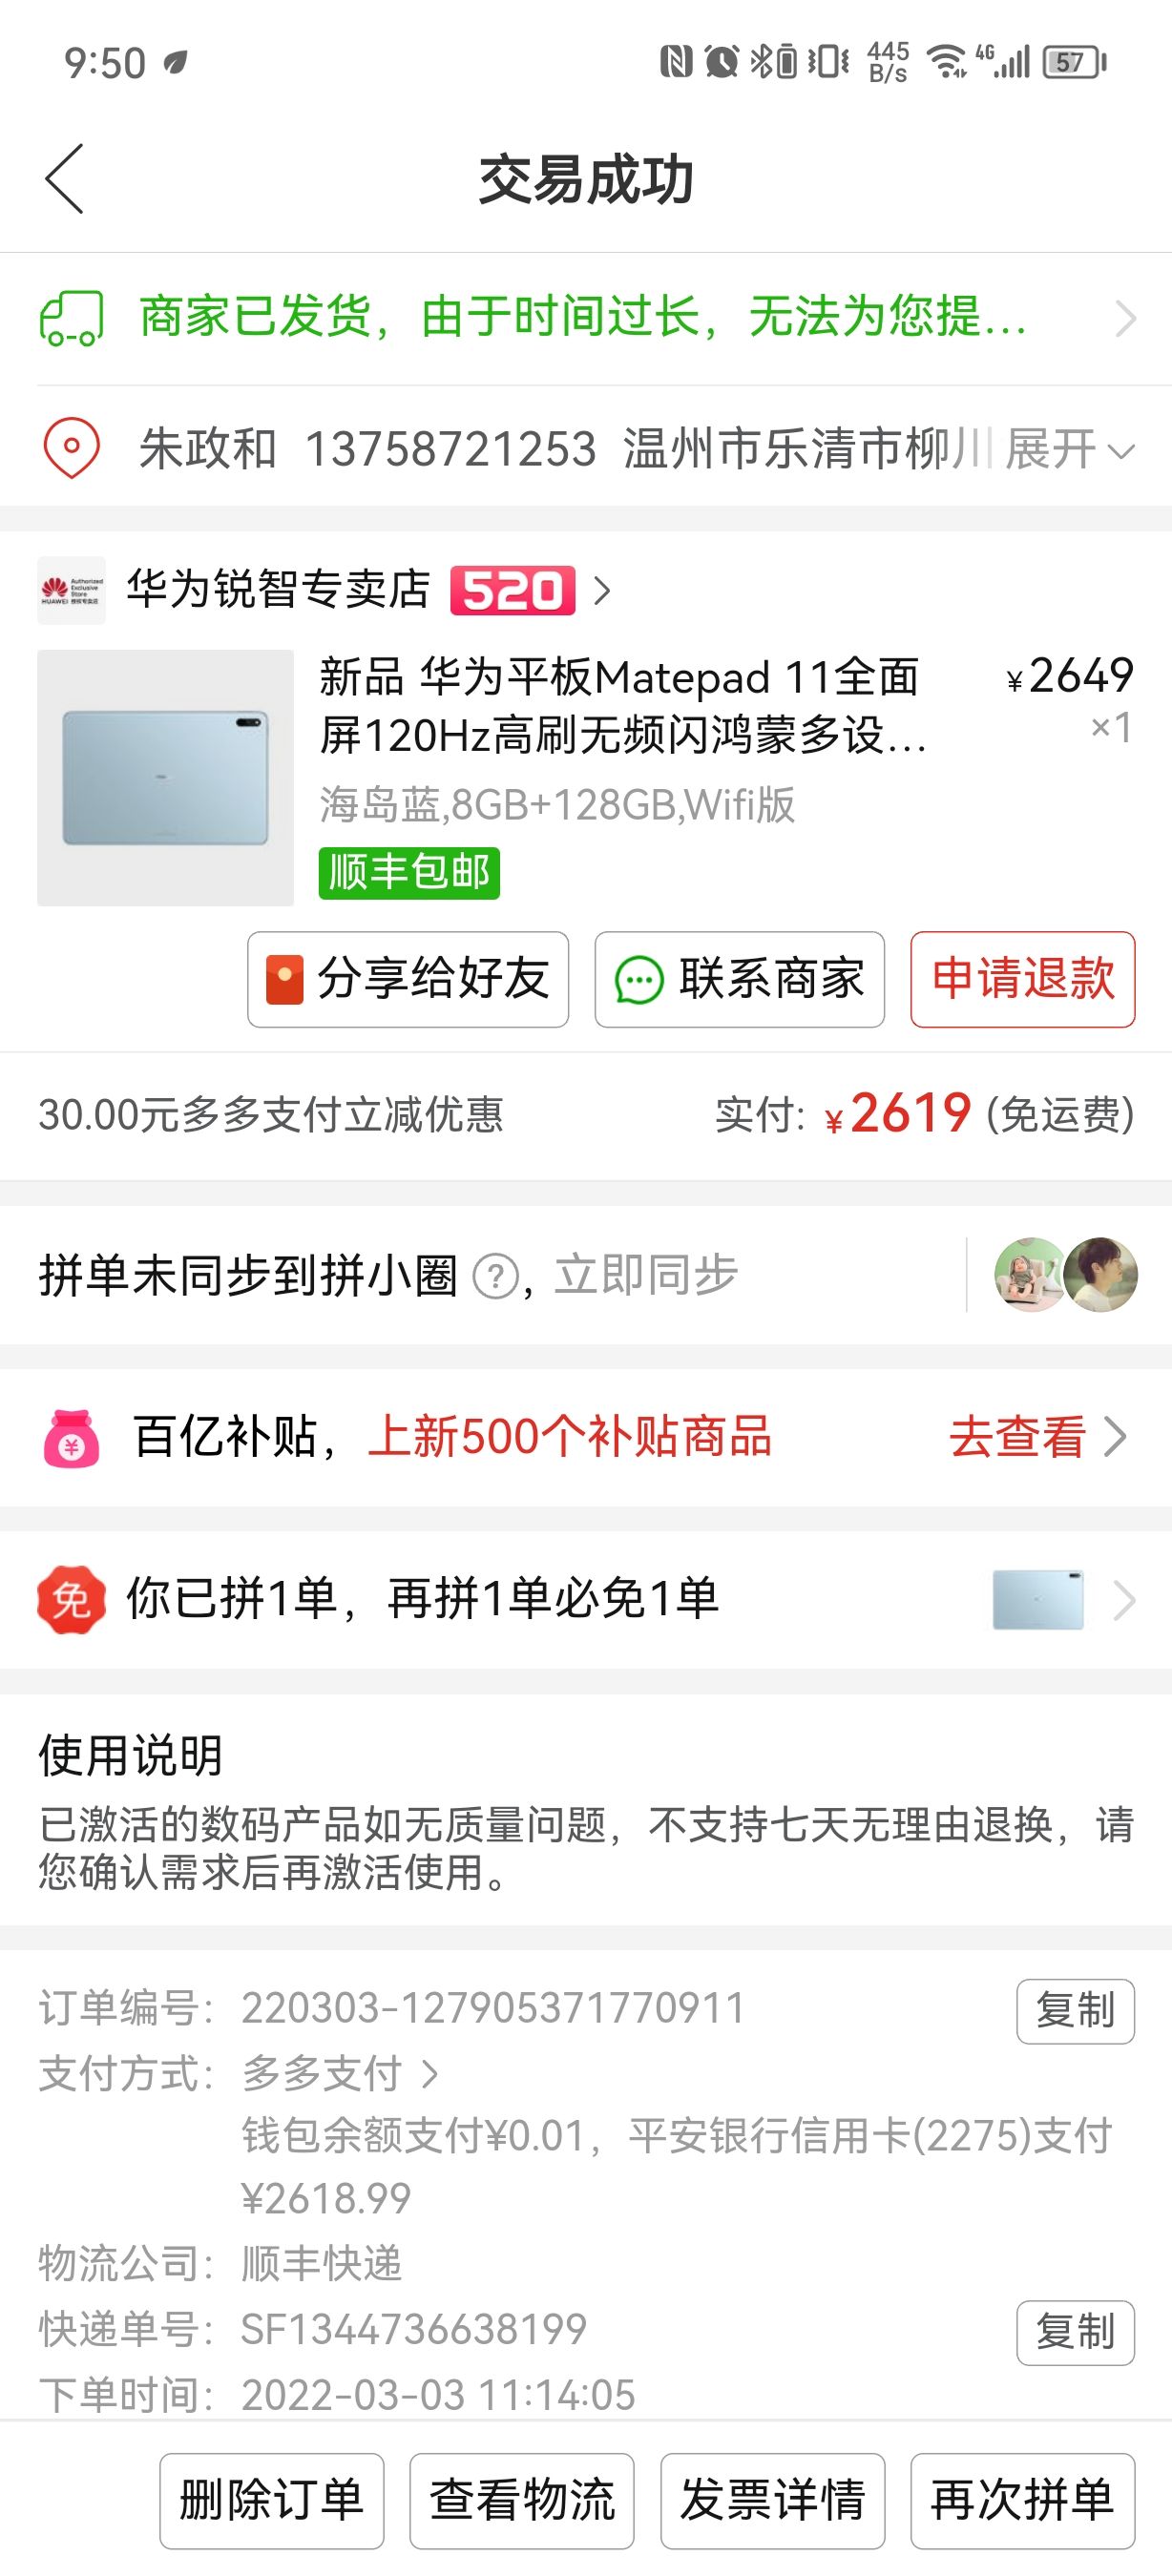 9:50
445
B/s
4G
57
交易成功
商家已发货，由于时间过长，无法为您提...
朱政和 13758721253 温州市乐清市柳川 展开
HUAWEI Authorized Exclusive Store 授权专卖店
华为锐智专卖店 520
新品 华为平板Matepad 11全面 ¥2649
屏120Hz高刷无频闪鸿蒙多设... ×1
海岛蓝,8GB+128GB,Wifi版
顺丰包邮
分享给好友 联系商家 申请退款
30.00元多多支付立减优惠 实付: ¥2619 (免运费)
拼单未同步到拼小圈 ? , 立即同步
百亿补贴，上新500个补贴商品 去查看
免 你已拼1单，再拼1单必免1单
使用说明
已激活的数码产品如无质量问题，不支持七天无理由退换，请
您确认需求后再激活使用。
订单编号：220303-127905371770911 复制
支付方式：多多支付
钱包余额支付¥0.01，平安银行信用卡(2275)支付
¥2618.99
物流公司：顺丰快递
快递单号：SF1344736638199 复制
下单时间：2022-03-03 11:14:05
删除订单 查看物流 发票详情 再次拼单